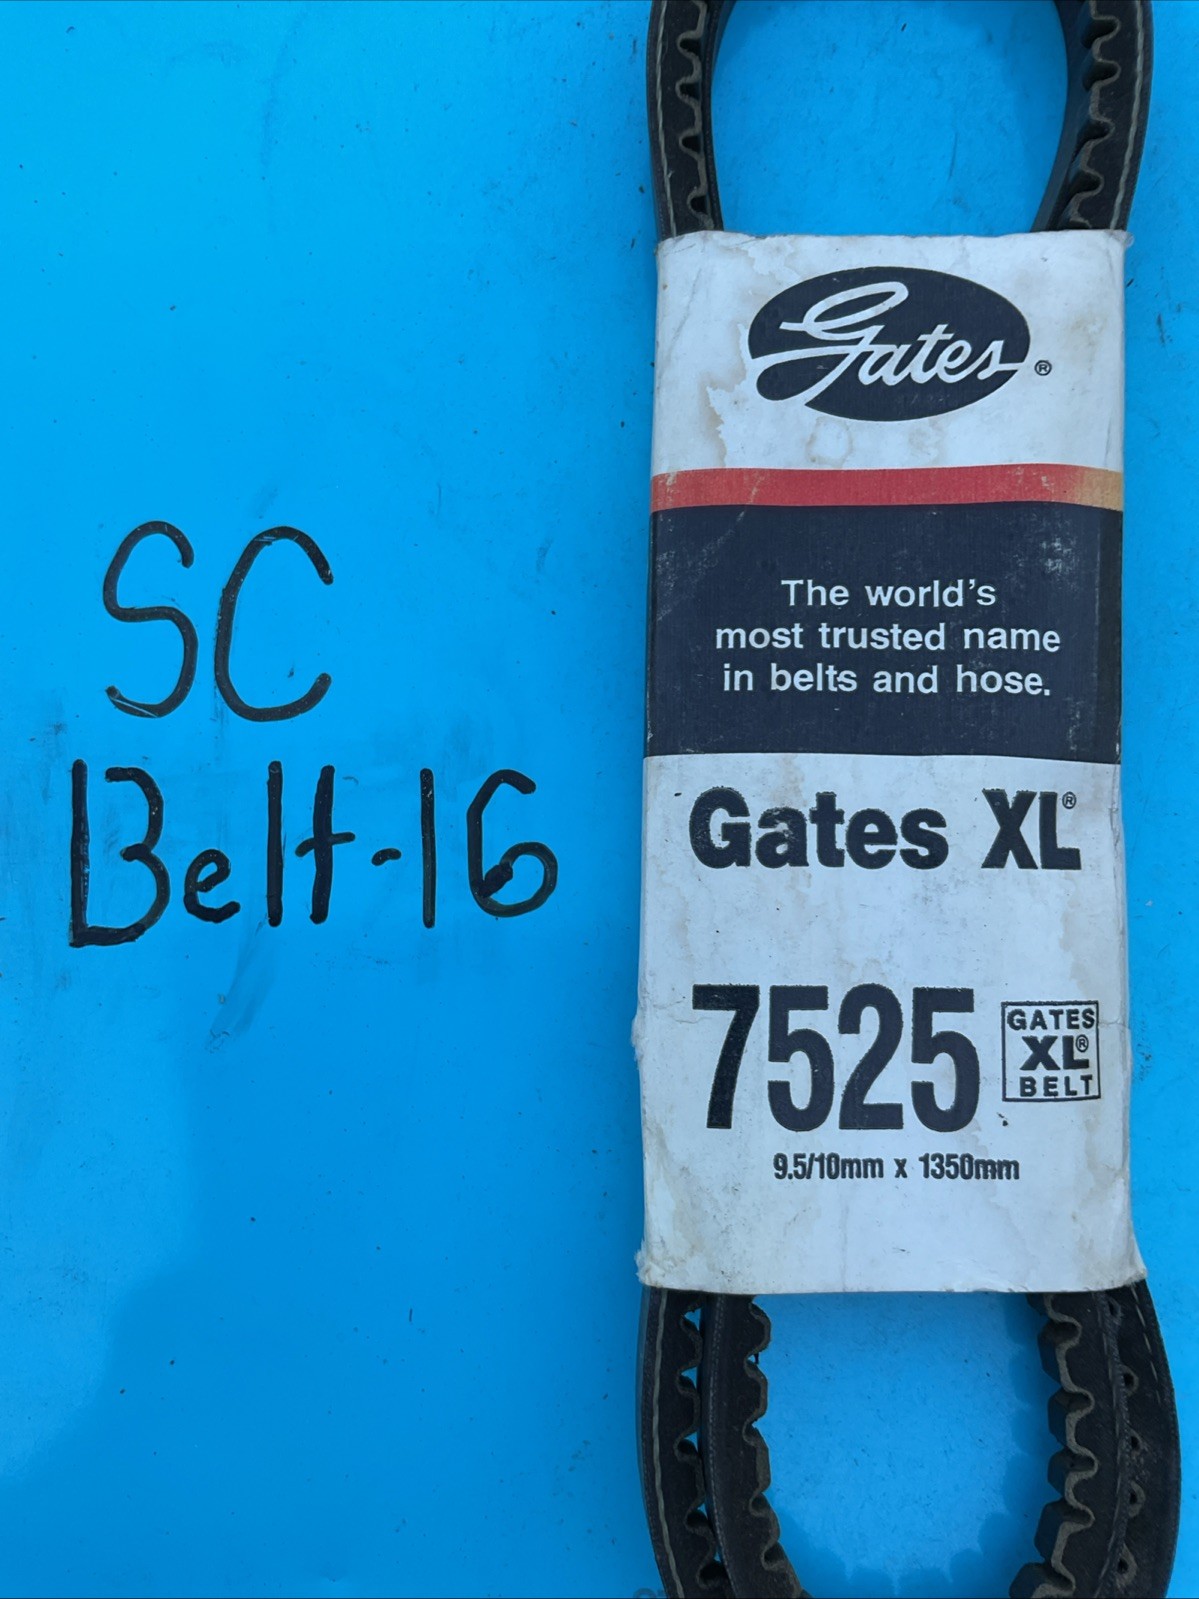 SC
Belt-16
Gates®
The world's
most trusted name
in belts and hose.
Gates XL®
7525
GATES
XL®
BELT
9.5/10mm x 1350mm